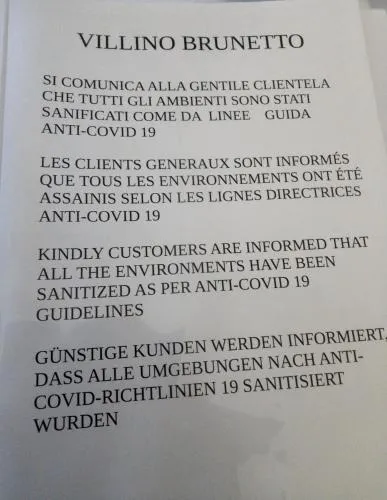 VILLINO BRUNETTO
SI COMUNICA ALLA GENTILE CLIENTELA
CHE TUTTI GLI AMBIENTI SONO STATI
SANIFICATI COME DA LINEE GUIDA
ANTI-COVID 19
LES CLIENTS GENERAUX SONT INFORMÉS
QUE TOUS LES ENVIRONNEMENTS ONT ÉTÉ
ASSAINIS SELON LES LIGNES DIRECTRICES
ANTI-COVID 19
KINDLY CUSTOMERS ARE INFORMED THAT
ALL THE ENVIRONMENTS HAVE BEEN
SANITIZED AS PER ANTI-COVID 19
GUIDELINES
GÜNSTIGE KUNDEN WERDEN INFORMIERT,
DASS ALLE UMGEBUNGEN NACH ANTI-
COVID-RICHTLINIEN 19 SANITISIERT
WURDEN